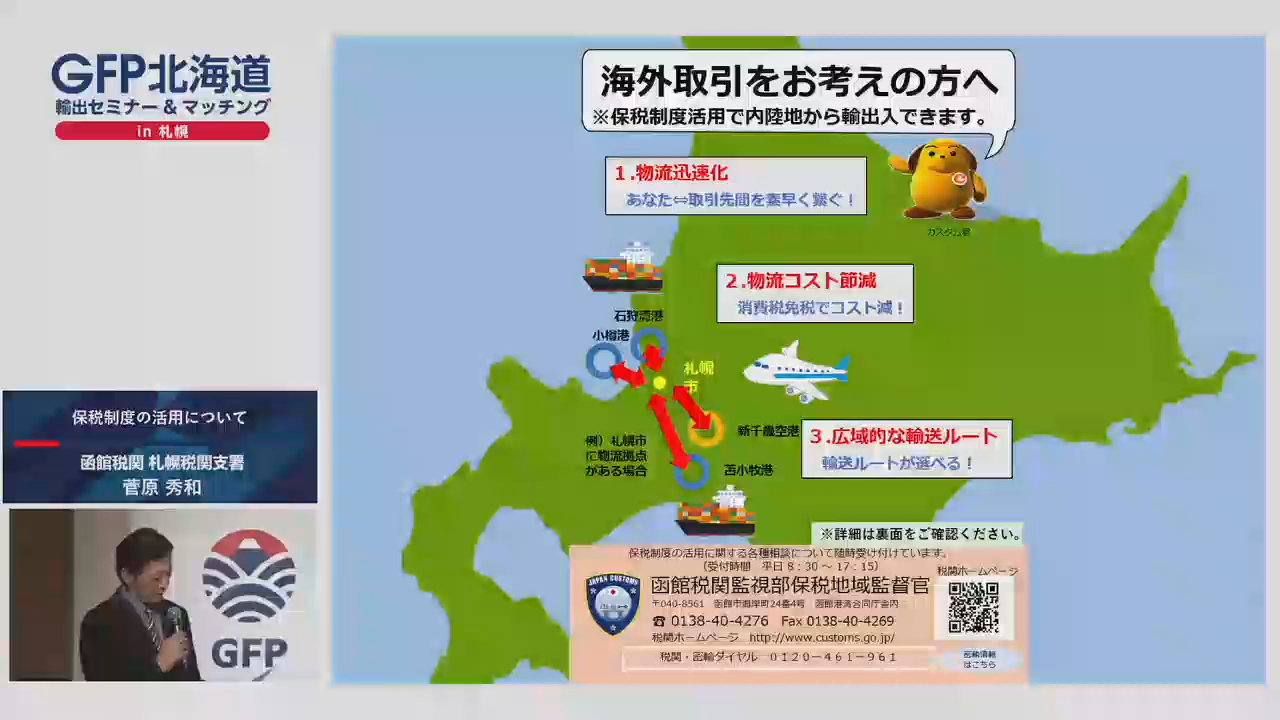 GFP北海道
輸出セミナー＆マッチング
in 札幌
保税制度の活用について
函館税関 札幌税関支署
菅原 秀和
GFP
海外取引をお考えの方へ
※保税制度活用で内陸地から輸出入できます。
カスタム君
１.物流迅速化
あなた⇔取引先間を素早く繋ぐ！
２.物流コスト節減
消費税免税でコスト減！
石狩湾港
小樽港
札幌
市
新千歳空港
例）札幌市
に物流拠点
がある場合
苫小牧港
３.広域的な輸送ルート
輸送ルートが選べる！
※詳細は裏面をご確認ください。
保税制度の活用に関する各種相談について随時受け付けています。
（受付時間　平日８：３０ ～ １７：１５）
JAPAN CUSTOMS
函館税関監視部保税地域監督官
〒040-8561　函館市海岸町24番4号　函館港湾合同庁舎内
☎ 0138-40-4276　Fax 0138-40-4269
税関ホームページ　http://www.customs.go.jp/
税関・密輸ダイヤル　０１２０－４６１－９６１
税関ホームページ
密輸情報
はこちら